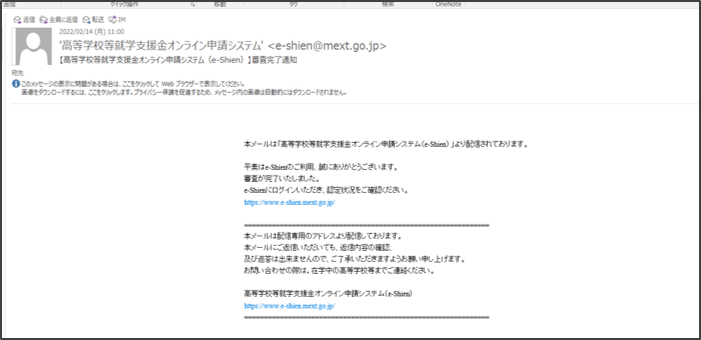 返信 クイック操作 移動 タグ 検索 OneNote
返信 全員に返信 転送 IM
2022/02/14 (月) 11:00
'高等学校等就学支援金オンライン申請システム' <e-shien@mext.go.jp>
【高等学校等就学支援金オンライン申請システム（e-Shien）】審査完了通知
宛先
このメッセージの表示に問題がある場合は、ここをクリックして Web ブラウザーで表示してください。
画像をダウンロードするには、ここをクリックします。プライバシー保護を促進するため、メッセージ内の画像は自動的にはダウンロードされません。
本メールは「高等学校等就学支援金オンライン申請システム（e-Shien）」より配信されております。
平素はe-Shienのご利用、誠にありがとうございます。
審査が完了いたしました。
e-Shienにログインいただき、認定状況をご確認ください。
https://www.e-shien.mext.go.jp/
本メールは配信専用のアドレスより配信しております。
本メールにご返信いただいても、返信内容の確認、
及び返答は出来ませんので、ご了承いただきますようお願い申し上げます。
お問い合わせの際は、在学中の高等学校等までご連絡ください。
高等学校等就学支援金オンライン申請システム（e-Shien）
https://www.e-shien.mext.go.jp/